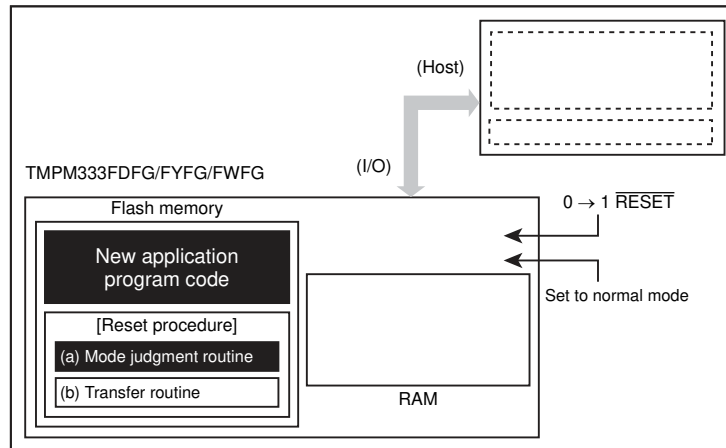 (Host)
(I/O)
TMPM333FDFG/FYFG/FWFG
Flash memory
0 → 1 RESET
New application
program code
Set to normal mode
[Reset procedure]
(a) Mode judgment routine
(b) Transfer routine
RAM